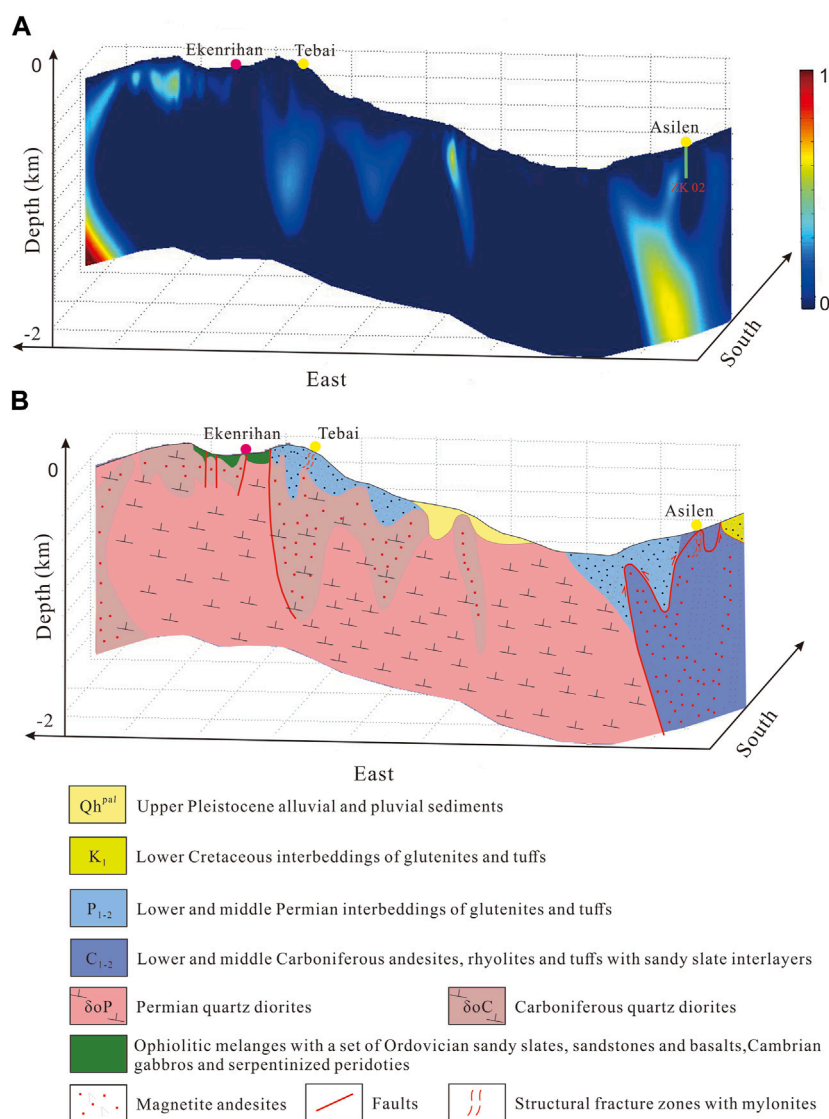 A
Ekenrihan
Tebai
0
1
Asilen
ZK 02
Depth (km)
0
-2
South
East
B
Ekenrihan
Tebai
0
Asilen
Depth (km)
-2
South
East
Qh^pal Upper Pleistocene alluvial and pluvial sediments
K₁ Lower Cretaceous interbeddings of glutenites and tuffs
P₁₋₂ Lower and middle Permian interbeddings of glutenites and tuffs
C₁₋₂ Lower and middle Carboniferous andesites, rhyolites and tuffs with sandy slate interlayers
δoP Permian quartz diorites δoC Carboniferous quartz diorites
Ophiolitic melanges with a set of Ordovician sandy slates, sandstones and basalts,Cambrian
gabbros and serpentinized peridoties
Magnetite andesites Faults Structural fracture zones with mylonites